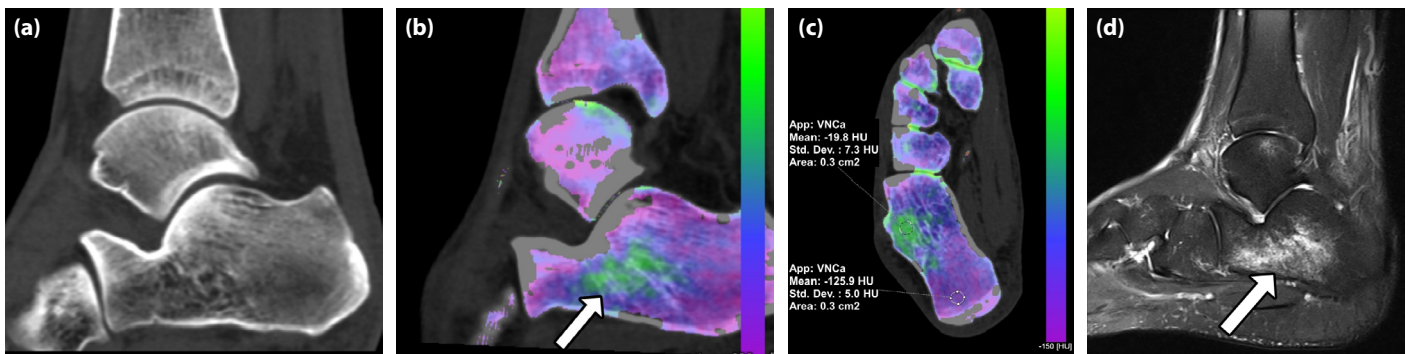 (a)
(b)
(c)
(d)
App: VNCa
Mean: -19.8 HU
Std. Dev. : 7.3 HU
Area: 0.3 cm2
App: VNCa
Mean: -125.9 HU
Std. Dev. : 5.0 HU
Area: 0.3 cm2
-150 [HU]